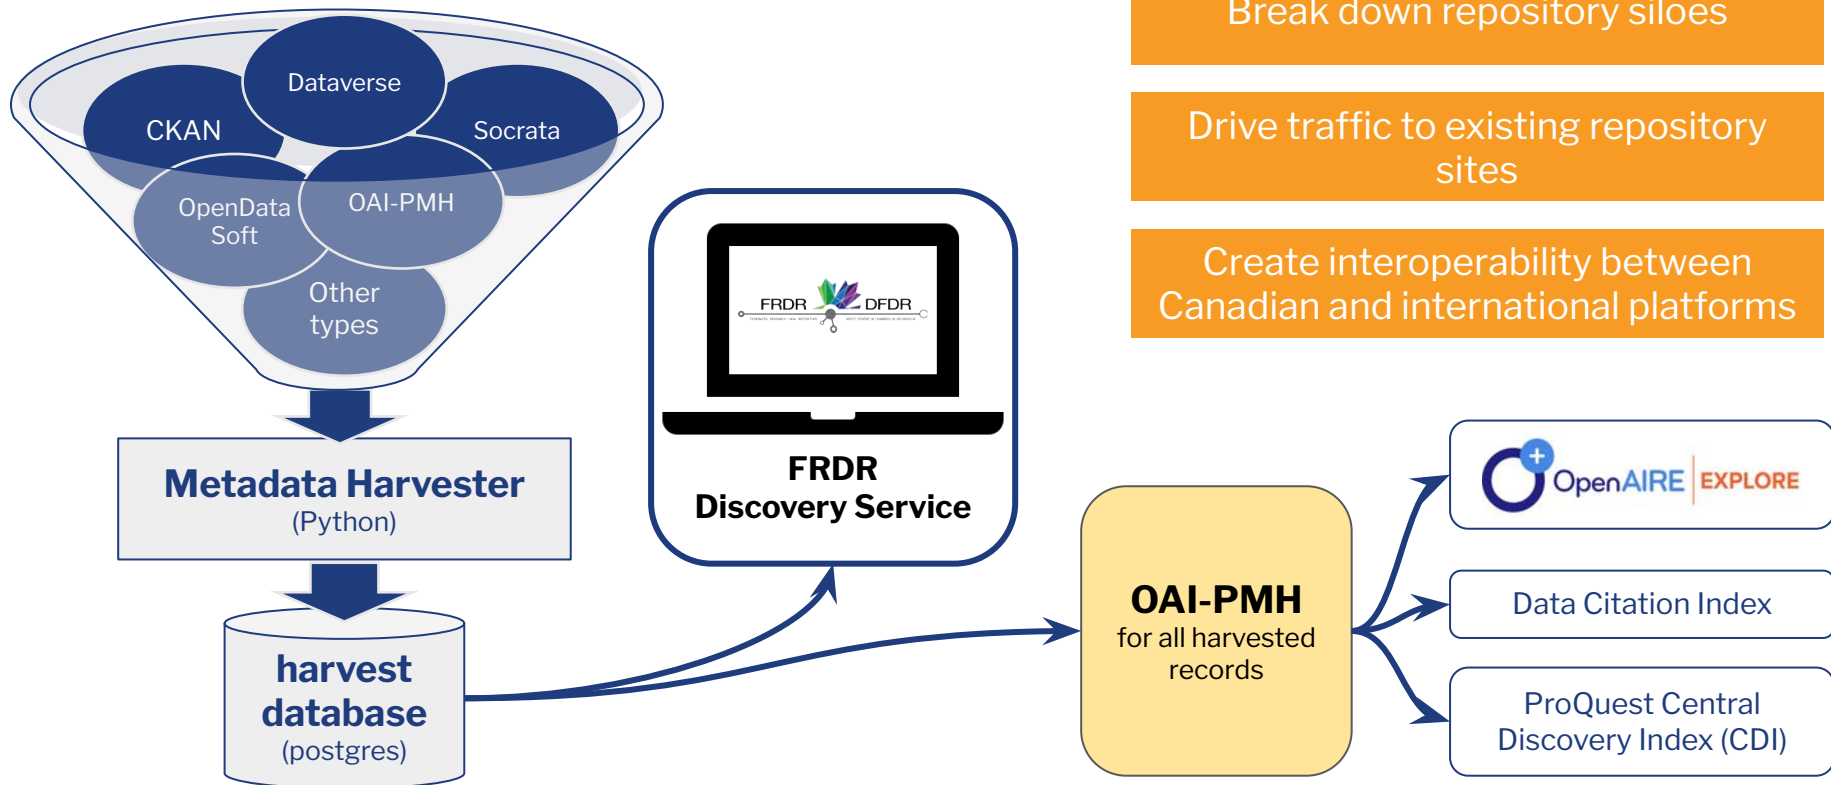 Dataverse
CKAN
Socrata
OpenData
Soft
OAI-PMH
Other
types
Metadata Harvester
(Python)
harvest
database
(postgres)
FRDR DFDR
FRDR
Discovery Service
Break down repository siloes
Drive traffic to existing repository
sites
Create interoperability between
Canadian and international platforms
OAI-PMH
for all harvested
records
OpenAIRE EXPLORE
Data Citation Index
ProQuest Central
Discovery Index (CDI)